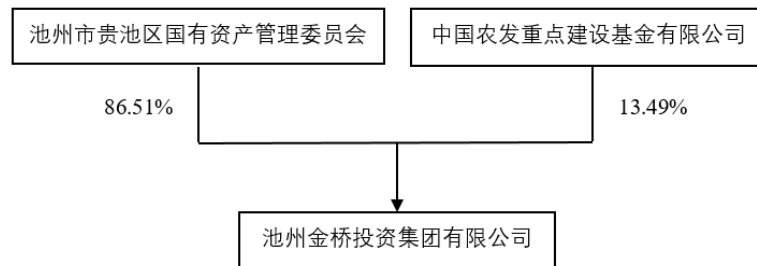 池州市贵池区国有资产管理委员会
中国农发重点建设基金有限公司
86.51%
13.49%
池州金桥投资集团有限公司